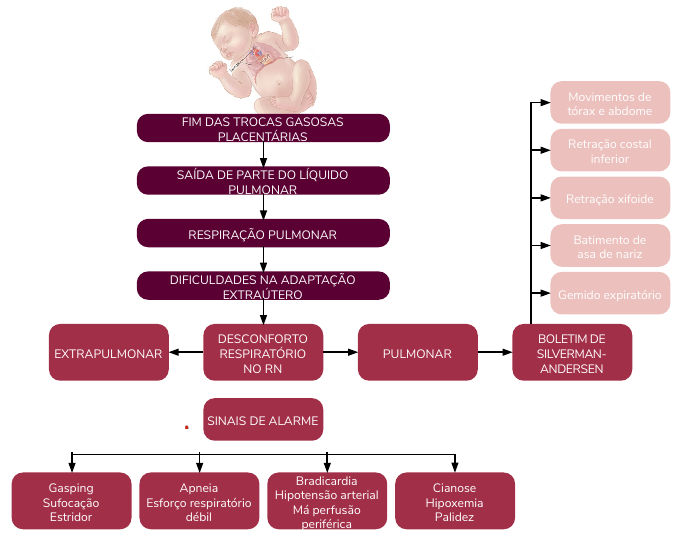 FIM DAS TROCAS GASOSAS
PLACENTÁRIAS
SAÍDA DE PARTE DO LÍQUIDO
PULMONAR
RESPIRAÇÃO PULMONAR
DIFICULDADES NA ADAPTAÇÃO
EXTRAÚTERO
EXTRAPULMONAR
DESCONFORTO
RESPIRATÓRIO
NO RN
PULMONAR
BOLETIM DE
SILVERMAN-
ANDERSEN
Movimentos de
tórax e abdome
Retração costal
inferior
Retração xifoide
Batimento de
asa de nariz
Gemido expiratório
SINAIS DE ALARME
Gasping
Sufocação
Estridor
Apneia
Esforço respiratório
débil
Bradicardia
Hipotensão arterial
Má perfusão
periférica
Cianose
Hipoxemia
Palidez